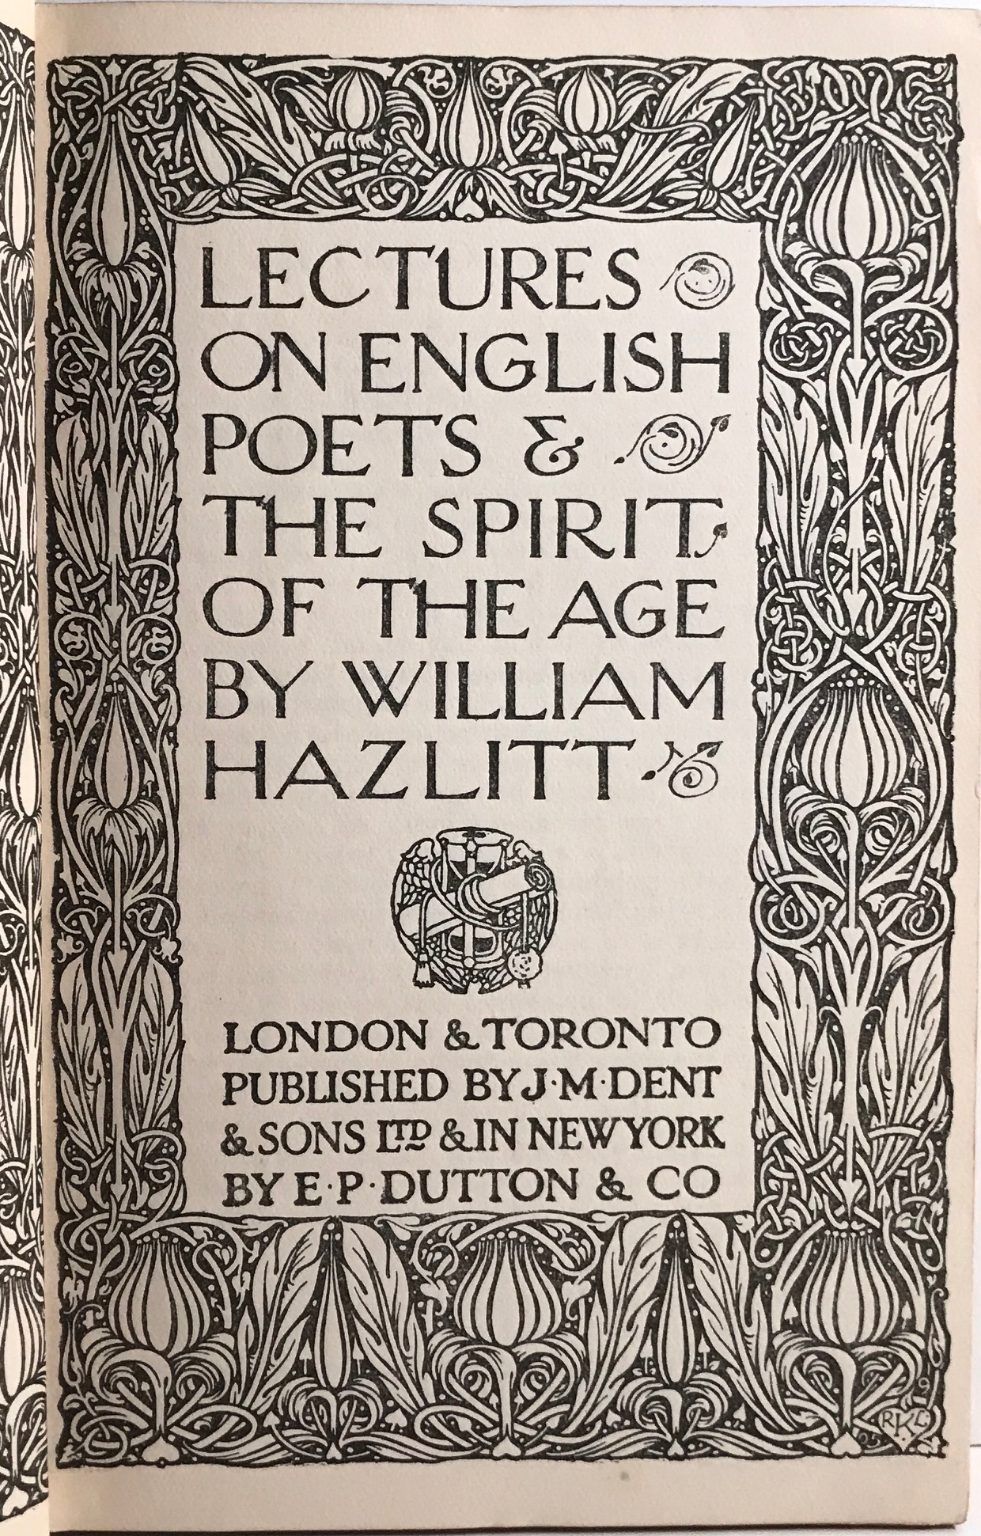 LECTURES
ON ENGLISH
POETS &
THE SPIRIT
OF THE AGE
BY WILLIAM
HAZLITT
LONDON & TORONTO
PUBLISHED BY J·M·DENT
& SONS LTD & IN NEW YORK
BY E·P·DUTTON & CO
RLK